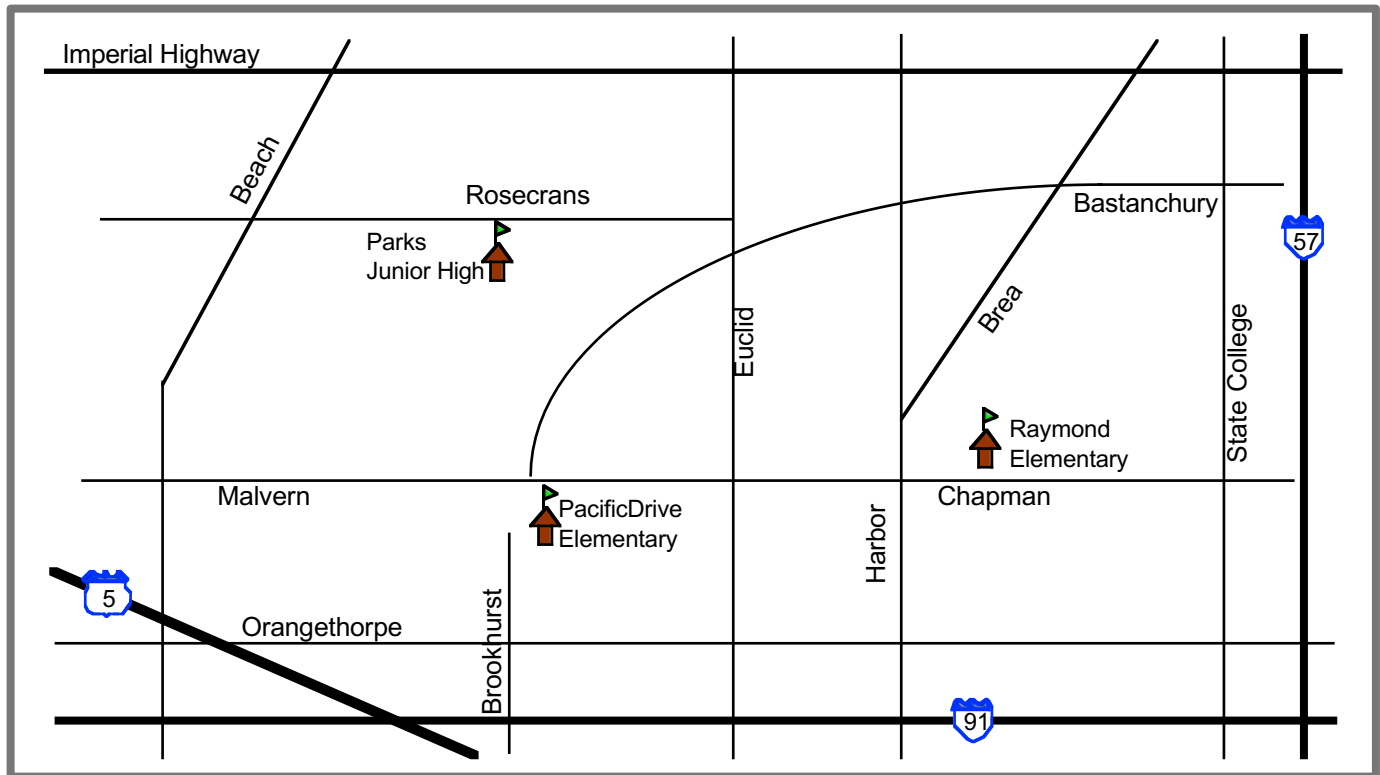 Imperial Highway
Beach
Rosecrans
Bastanchury
Parks
Junior High
57
Euclid
Brea
State College
Raymond
Elementary
Malvern
Chapman
PacificDrive
Elementary
Harbor
5
Orangethorpe
Brookhurst
91